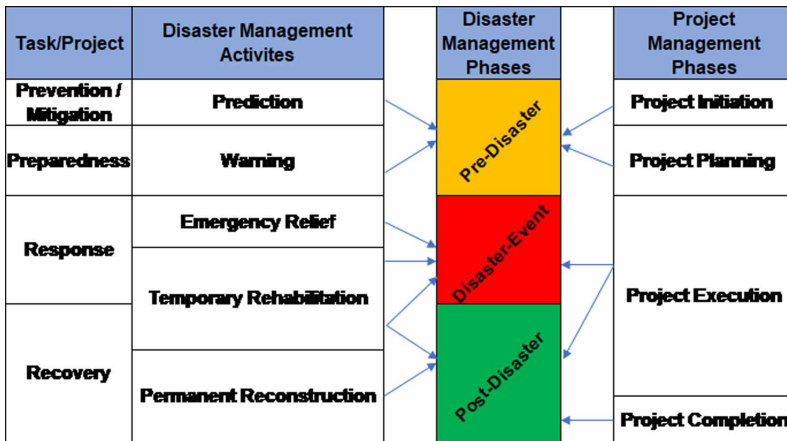 Task/Project
Disaster Management
Activites
Disaster
Management
Phases
Project
Management
Phases
Prevention /
Mitigation
Prediction
Pre-Disaster
Project Initiation
Preparedness
Warning
Project Planning
Response
Emergency Relief
Disaster-Event
Project Execution
Temporary Rehabilitation
Recovery
Permanent Reconstruction
Post-Disaster
Project Completion